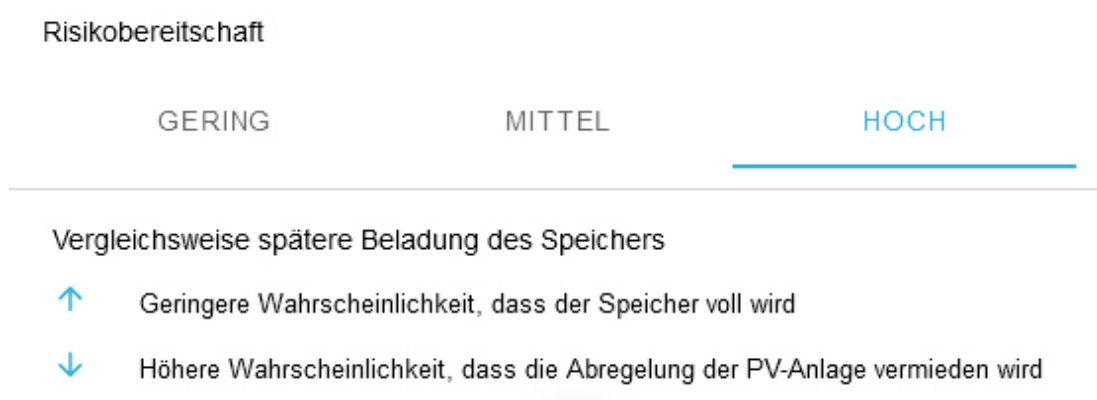 Risikobereitschaft
GERING MITTEL HOCH
Vergleichsweise spätere Beladung des Speichers
Geringere Wahrscheinlichkeit, dass der Speicher voll wird
Höhere Wahrscheinlichkeit, dass die Abregelung der PV-Anlage vermieden wird